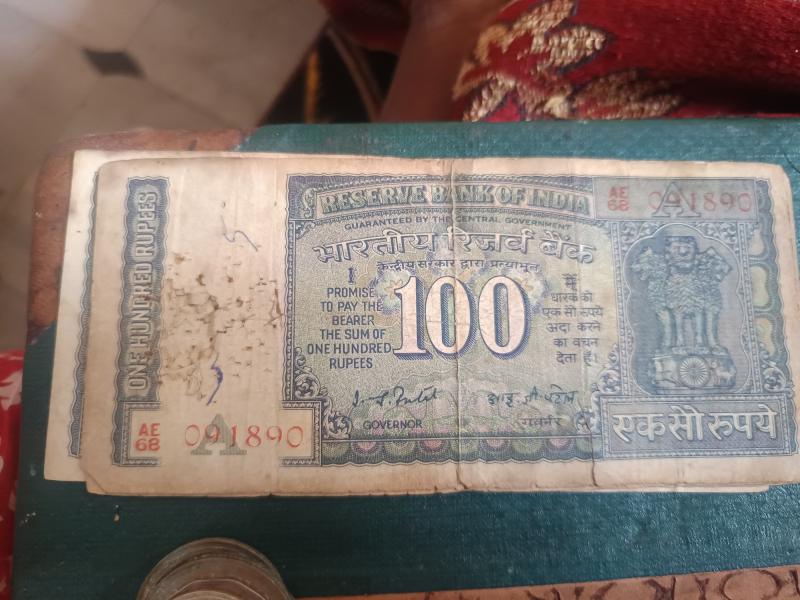 RESERVE BANK OF INDIA
GUARANTEED BY THE CENTRAL GOVERNMENT
भारतीय रिज़र्व बैंक
केन्द्रीय सरकार द्वारा प्रत्याभूत
AE
68
A
091890
ONE HUNDRED RUPEES
I
PROMISE
TO PAY THE
BEARER
THE SUM OF
ONE HUNDRED
RUPEES
100
मैं
धारक को
एक सौ रुपये
अदा करने
का वचन
देता हूँ।
GOVERNOR
गवर्नर
AE
68
A
091890
एक सौ रुपये